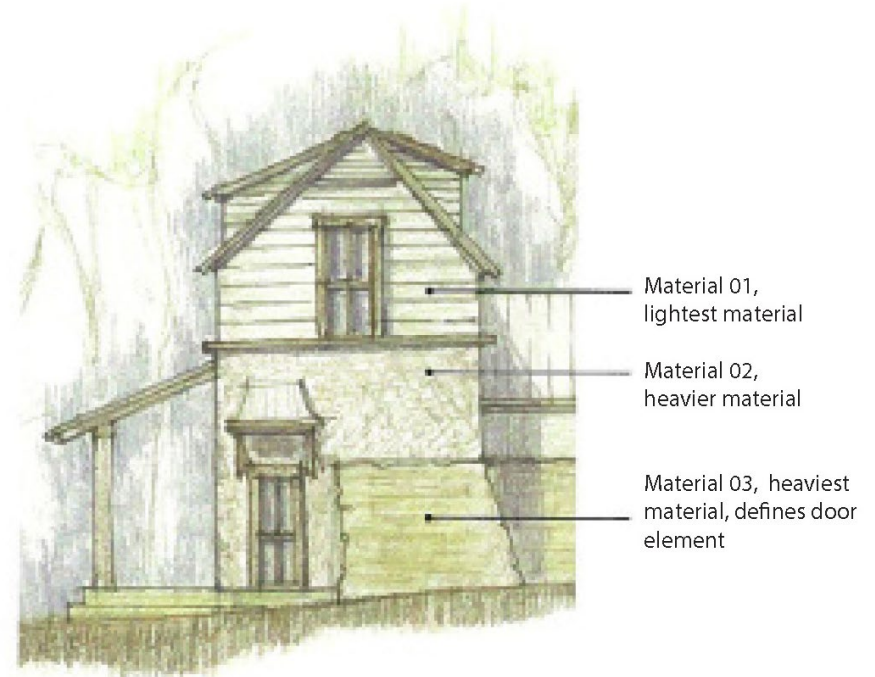 Material 01,
lightest material
Material 02,
heavier material
Material 03,  heaviest
material, defines door
element